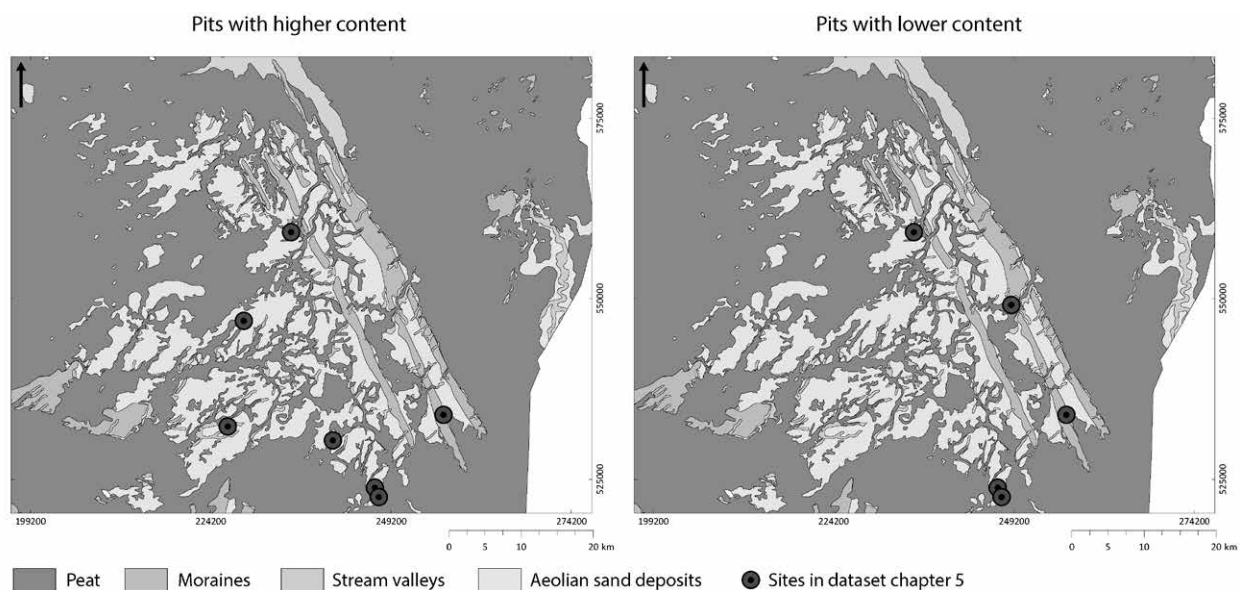 Pits with higher content
Pits with lower content
575000
550000
525000
199200 224200 249200 274200
0 5 10 20 km
575000
550000
525000
199200 224200 249200 274200
0 5 10 20 km
Peat Moraines Stream valleys Aeolian sand deposits Sites in dataset chapter 5